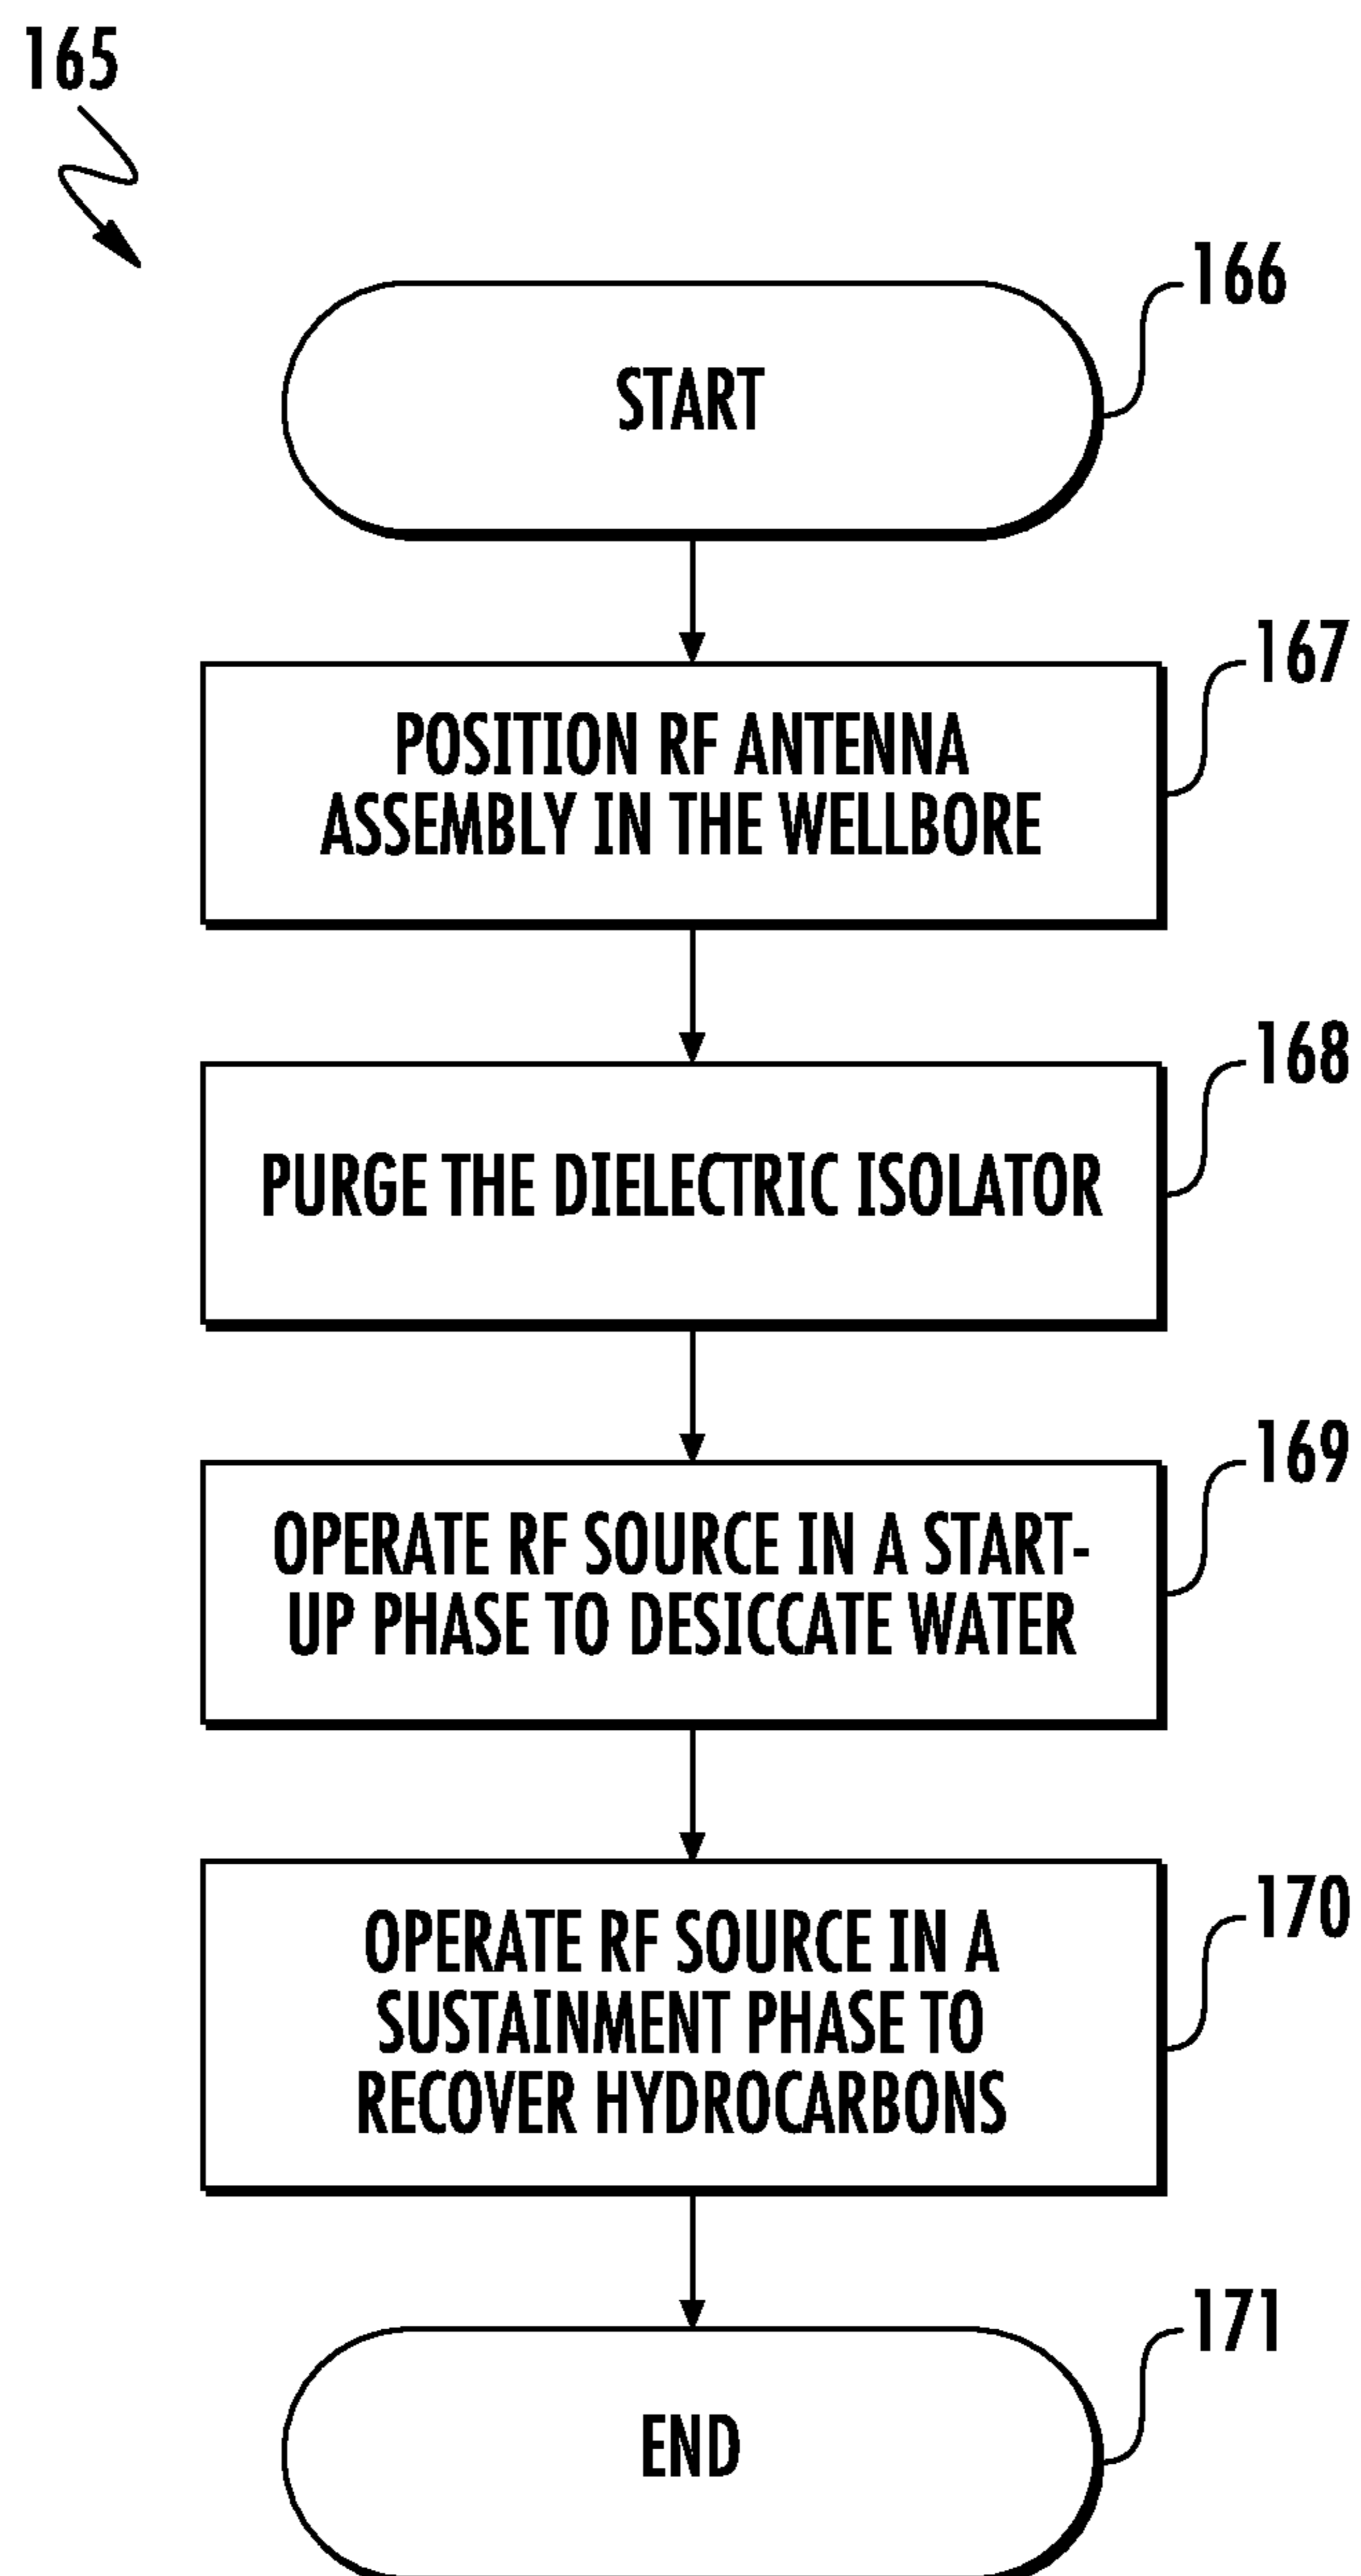 165
166
START
167
POSITION RF ANTENNA
ASSEMBLY IN THE WELLBORE
168
PURGE THE DIELECTRIC ISOLATOR
169
OPERATE RF SOURCE IN A START-
UP PHASE TO DESICCATE WATER
170
OPERATE RF SOURCE IN A
SUSTAINMENT PHASE TO
RECOVER HYDROCARBONS
171
END